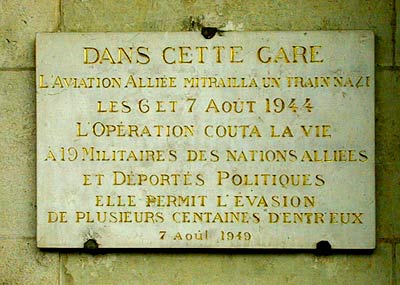 DANS CETTE GARE
L'AVIATION ALLIÉE MITRAILLA UN TRAIN NAZI
LES 6 ET 7 AOÛT 1944
L'OPÉRATION COUTA LA VIE
À 19 MILITAIRES DES NATIONS ALLIÉES
ET DÉPORTÉS POLITIQUES
ELLE PERMIT L'ÉVASION
DE PLUSIEURS CENTAINES D'ENTR'EUX
7 Aoûl 1949